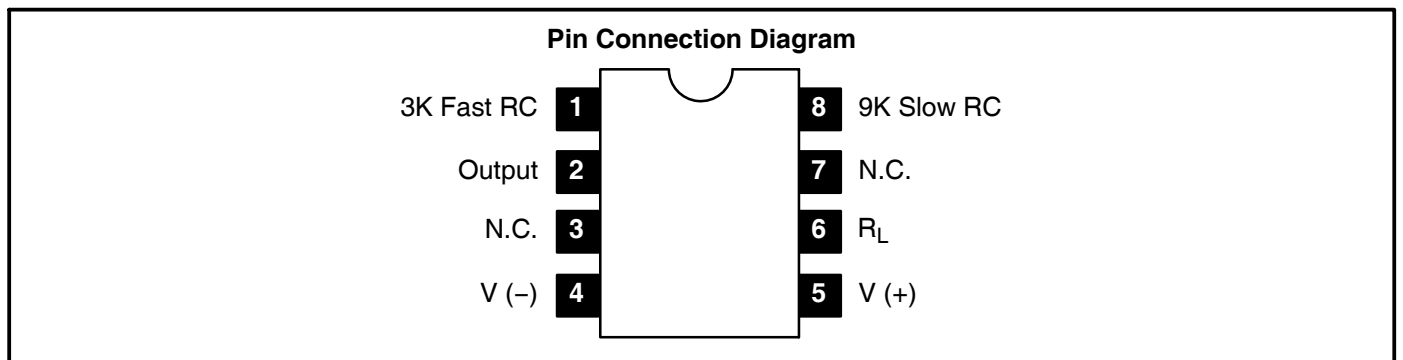 Pin Connection Diagram
3K Fast RC 1 8 9K Slow RC
Output 2 7 N.C.
N.C. 3 6 RL
V (−) 4 5 V (+)